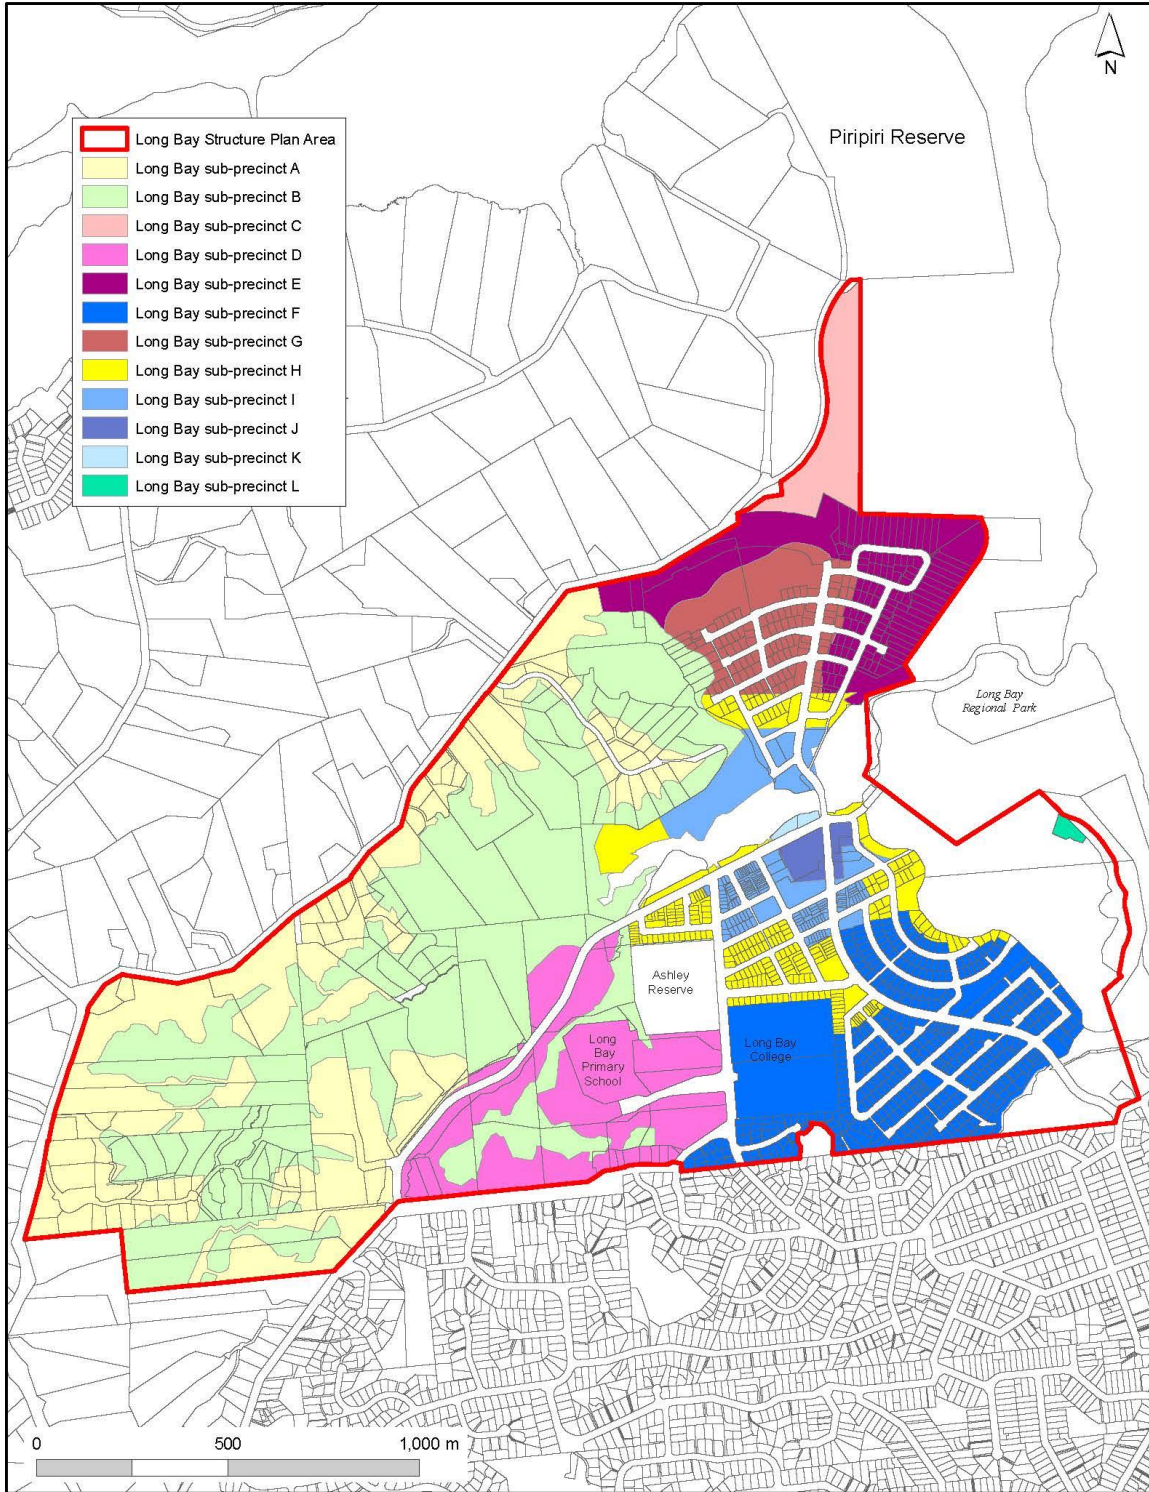 N
Piripiri Reserve
Long Bay Structure Plan Area
Long Bay sub-precinct A
Long Bay sub-precinct B
Long Bay sub-precinct C
Long Bay sub-precinct D
Long Bay sub-precinct E
Long Bay sub-precinct F
Long Bay sub-precinct G
Long Bay sub-precinct H
Long Bay sub-precinct I
Long Bay sub-precinct J
Long Bay sub-precinct K
Long Bay sub-precinct L
Long Bay
Regional Park
Ashley
Reserve
Long
Bay
Primary
School
Long Bay
College
0 500 1,000 m